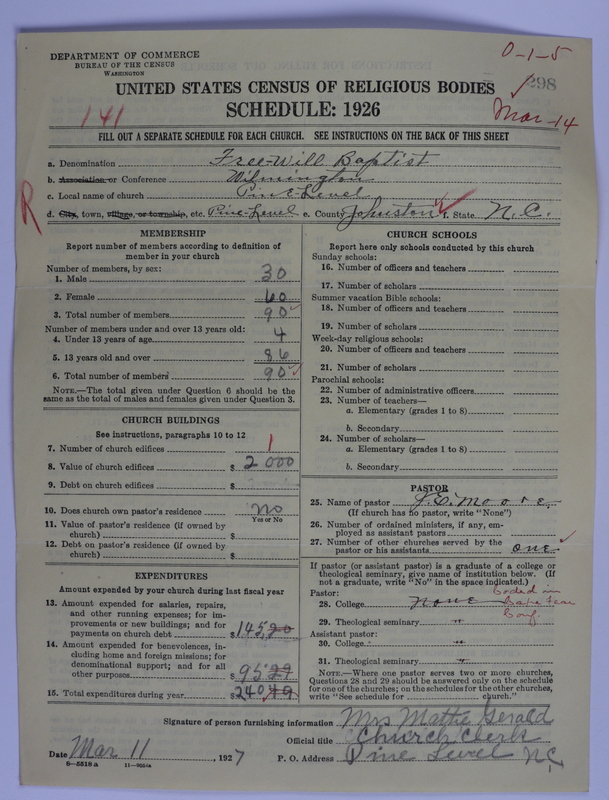 DEPARTMENT OF COMMERCE
BUREAU OF THE CENSUS
WASHINGTON
0-1-5
298
UNITED STATES CENSUS OF RELIGIOUS BODIES
SCHEDULE: 1926
Mar-14
141
FILL OUT A SEPARATE SCHEDULE FOR EACH CHURCH. SEE INSTRUCTIONS ON THE BACK OF THIS SHEET
a. Denomination Free-will Baptist
b. Association or Conference Wilmington
c. Local name of church Pine-Level
d. City, town, village, or township, etc. Pine-Level e. County Johnston f. State N.C.
R
MEMBERSHIP
Report number of members according to definition of
member in your church
Number of members, by sex:
1. Male 30
2. Female 60
3. Total number of members 90
Number of members under and over 13 years old:
4. Under 13 years of age 4
5. 13 years old and over 86
6. Total number of members 90
NOTE.—The total given under Question 6 should be the
same as the total of males and females given under Question 3.
CHURCH BUILDINGS
See instructions, paragraphs 10 to 12
7. Number of church edifices 1
8. Value of church edifices $ 2000
9. Debt on church edifices $
10. Does church own pastor's residence? no
Yes or No
11. Value of pastor's residence (if owned by
church) $
12. Debt on pastor's residence (if owned by
church) $
EXPENDITURES
Amount expended by your church during last fiscal year
13. Amount expended for salaries, repairs,
and other running expenses; for im-
provements or new buildings; and for
payments on church debt $ 145,20
14. Amount expended for benevolences, in-
cluding home and foreign missions; for
denominational support; and for all
other purposes $ 95 29
15. Total expenditures during year $ 240 49
CHURCH SCHOOLS
Report here only schools conducted by this church
Sunday schools:
16. Number of officers and teachers
17. Number of scholars
Summer vacation Bible schools:
18. Number of officers and teachers
19. Number of scholars
Week-day religious schools:
20. Number of officers and teachers
21. Number of scholars
Parochial schools:
22. Number of administrative officers
23. Number of teachers—
a. Elementary (grades 1 to 8)
b. Secondary
24. Number of scholars—
a. Elementary (grades 1 to 8)
b. Secondary
PASTOR
25. Name of pastor J.E. Moore
(If church has no pastor, write "None")
26. Number of ordained ministers, if any, em-
ployed as assistant pastors
27. Number of other churches served by the
pastor or his assistants one
If pastor (or assistant pastor) is a graduate of a college or
theological seminary, give name of institution below. (If
not a graduate, write "No" in the space indicated.)
Pastor:
28. College none
29. Theological seminary "
Assistant pastor:
30. College "
31. Theological seminary "
NOTE.—Where one pastor serves two or more churches,
Questions 28 and 29 should be answered only on the schedule
for one of the churches; on the schedules for the other churches,
write "See schedule for church."
Signature of person furnishing information Mrs Mattie Gerald
Official title Church Clerk
Date Mar 11, 1927 P. O. Address Pine Level N.C.
8-5518a 11-9051a